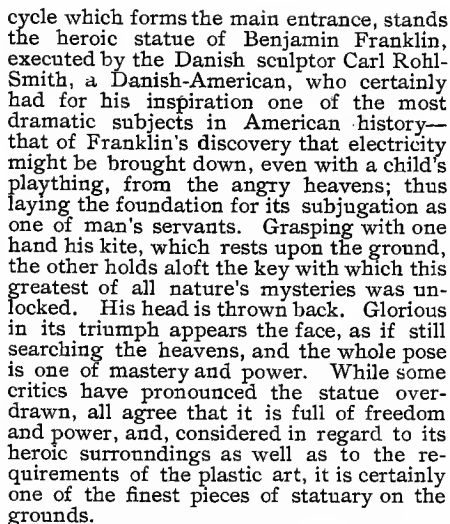 cycle which forms the main entrance, stands
the heroic statue of Benjamin Franklin,
executed by the Danish sculptor Carl Rohl-
Smith, a Danish-American, who certainly
had for his inspiration one of the most
dramatic subjects in American history—
that of Franklin's discovery that electricity
might be brought down, even with a child's
plaything, from the angry heavens; thus
laying the foundation for its subjugation as
one of man's servants. Grasping with one
hand his kite, which rests upon the ground,
the other holds aloft the key with which this
greatest of all nature's mysteries was un-
locked. His head is thrown back. Glorious
in its triumph appears the face, as if still
searching the heavens, and the whole pose
is one of mastery and power. While some
critics have pronounced the statue over-
drawn, all agree that it is full of freedom
and power, and, considered in regard to its
heroic surronndings as well as to the re-
quirements of the plastic art, it is certainly
one of the finest pieces of statuary on the
grounds.